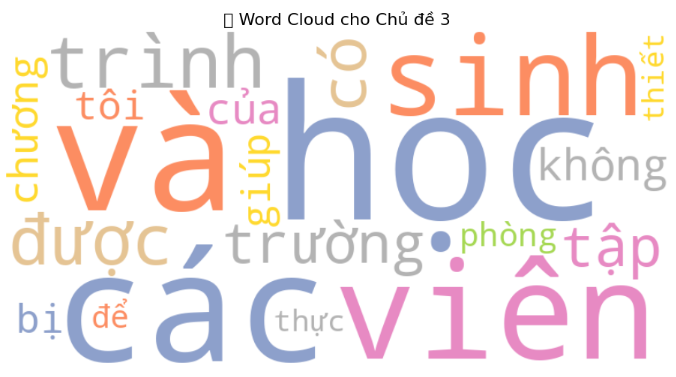 Word Cloud cho Chủ đề 3
chương
trình
có
sinh
thiết
tôi
của
và
giúp
học
không
được
trường
phòng
tập
bị
để
các
thực
viên